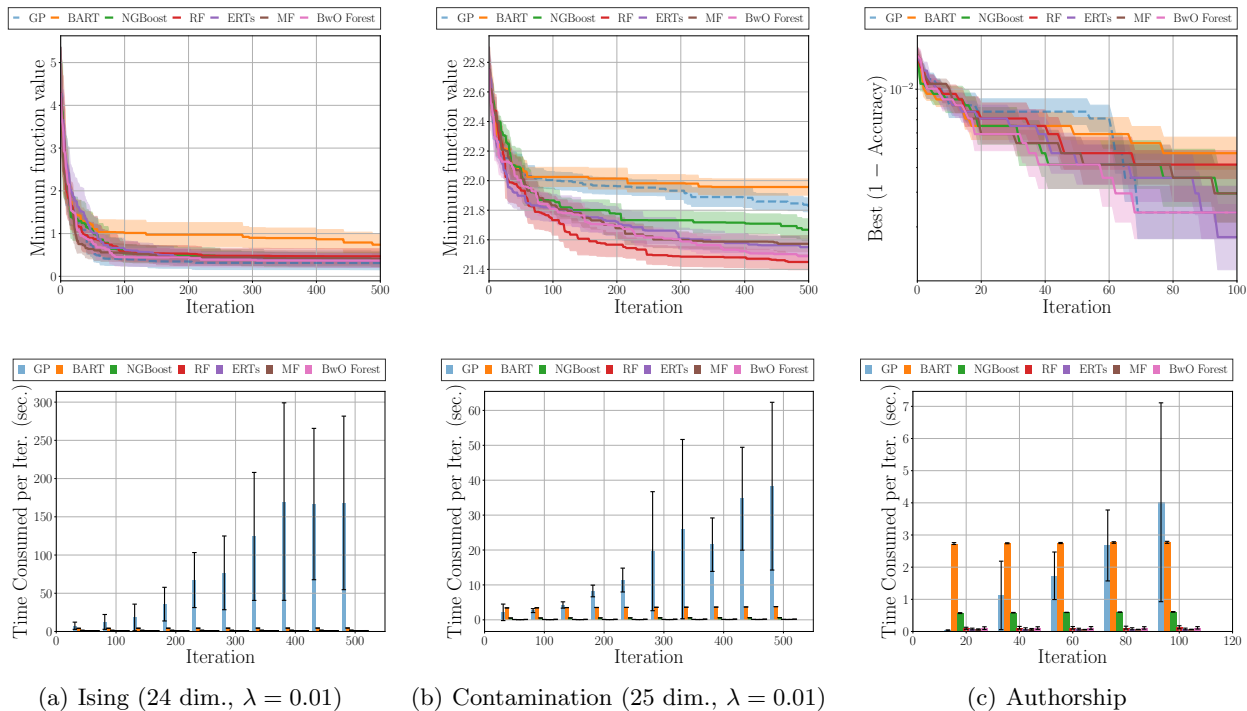 GP BART NGBoost RF ERTs MF BwO Forest
Minimum function value
5
4
3
2
1
0
0 100 200 300 400 500
Iteration
GP BART NGBoost RF ERTs MF BwO Forest
Minimum function value
22.8
22.6
22.4
22.2
22.0
21.8
21.6
21.4
0 100 200 300 400 500
Iteration
GP BART NGBoost RF ERTs MF BwO Forest
Best (1 − Accuracy)
10⁻²
0 20 40 60 80 100
Iteration
GP BART NGBoost RF ERTs MF BwO Forest
Time Consumed per Iter. (sec.)
300
250
200
150
100
50
0
0 100 200 300 400 500
Iteration
GP BART NGBoost RF ERTs MF BwO Forest
Time Consumed per Iter. (sec.)
60
50
40
30
20
10
0
0 100 200 300 400 500
Iteration
GP BART NGBoost RF ERTs MF BwO Forest
Time Consumed per Iter. (sec.)
7
6
5
4
3
2
1
0
0 20 40 60 80 100 120
Iteration
(a) Ising (24 dim., λ = 0.01)
(b) Contamination (25 dim., λ = 0.01)
(c) Authorship